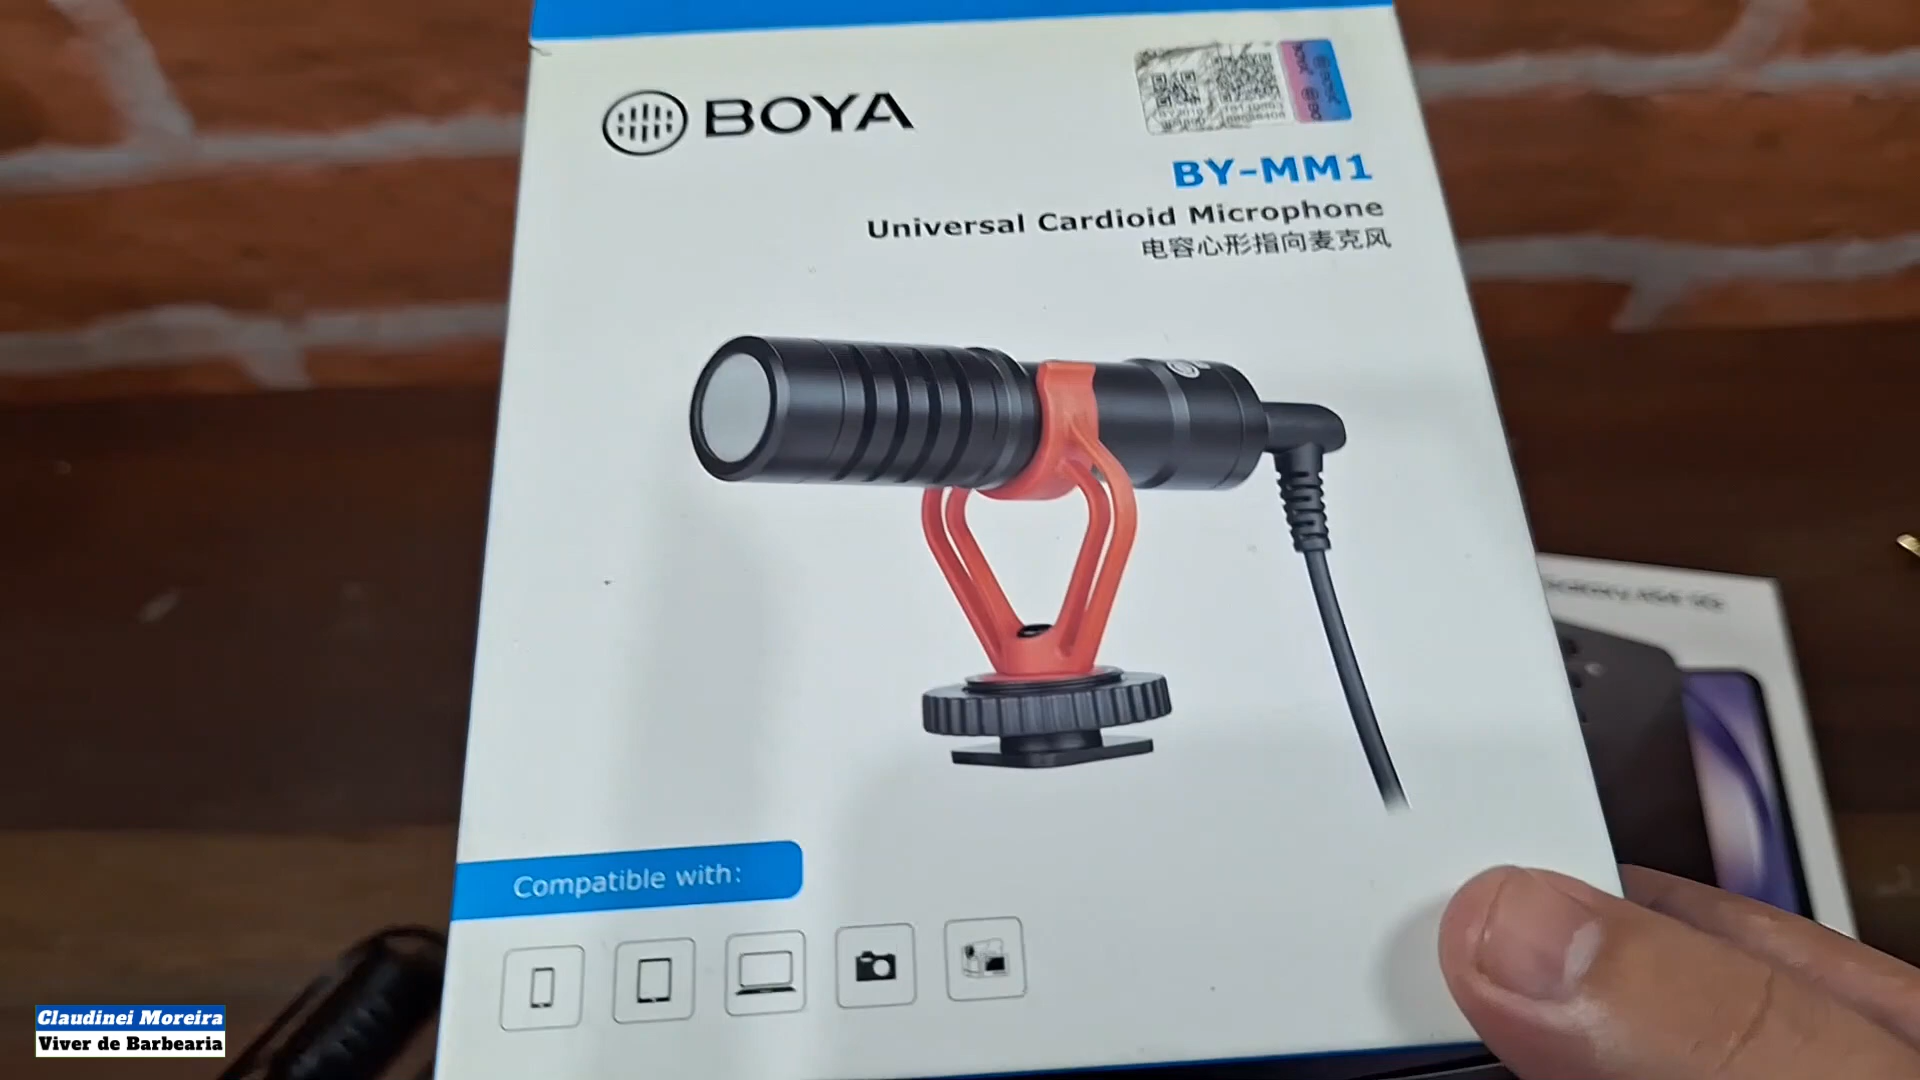 BOYA
BY-MM1
Universal Cardioid Microphone
电容心形指向麦克风
Compatible with:
Claudinei Moreira
Viver de Barbearia